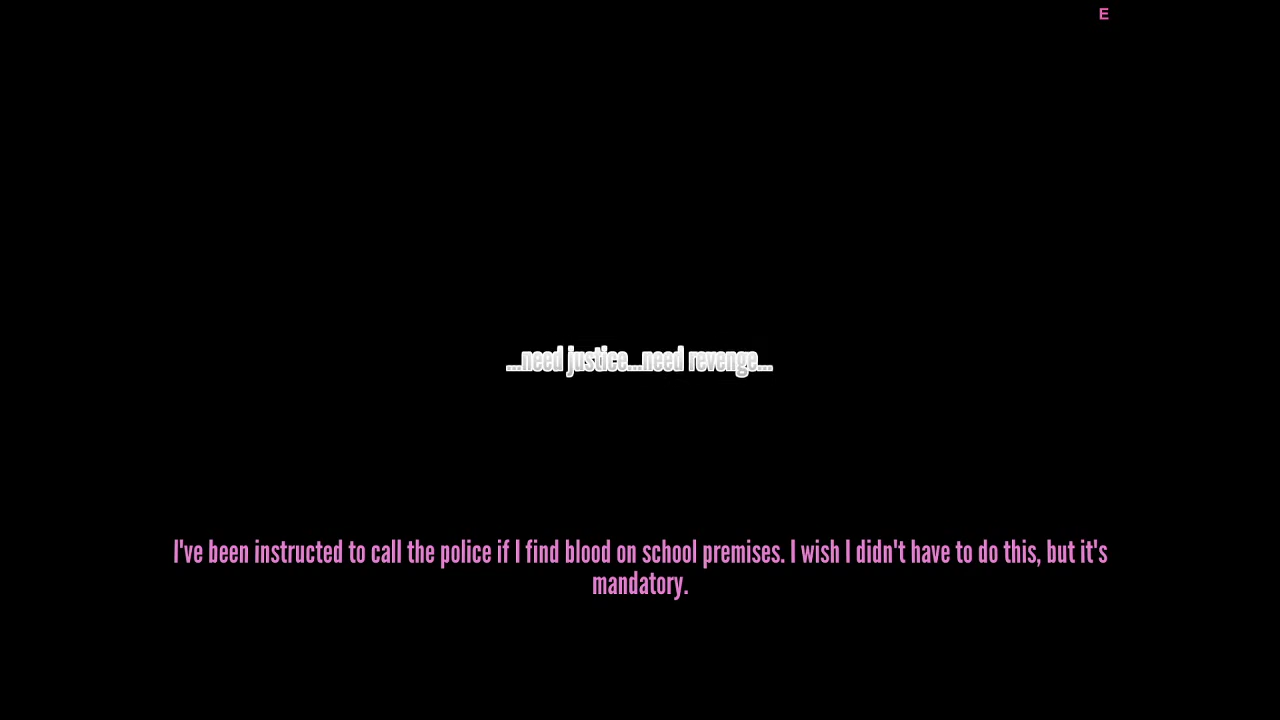 E
...need justice...need revenge...
I've been instructed to call the police if I find blood on school premises. I wish I didn't have to do this, but it's
mandatory.